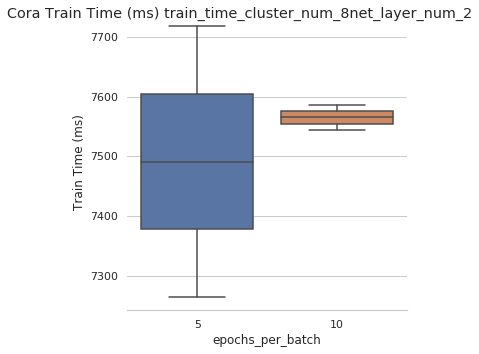 Cora Train Time (ms) train_time_cluster_num_8net_layer_num_2
7700
7600
7500
7400
7300
Train Time (ms)
5 10
epochs_per_batch